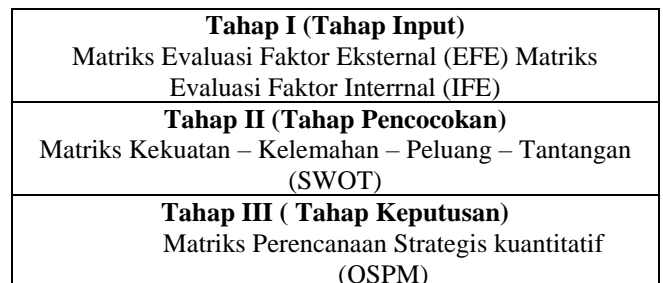 Tahap I (Tahap Input)
Matriks Evaluasi Faktor Eksternal (EFE) Matriks
Evaluasi Faktor Interrnal (IFE)
Tahap II (Tahap Pencocokan)
Matriks Kekuatan – Kelemahan – Peluang – Tantangan
(SWOT)
Tahap III ( Tahap Keputusan)
Matriks Perencanaan Strategis kuantitatif
(QSPM)